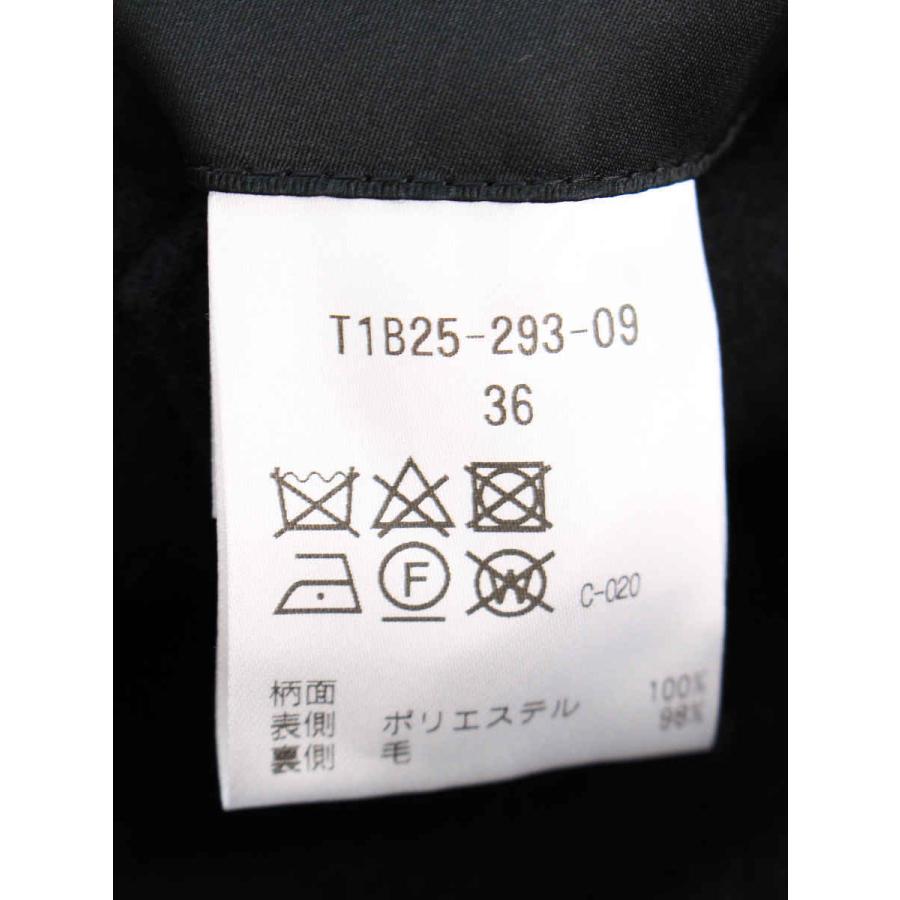 T1B25-293-09
36
F W C-020
柄面
表側 ポリエステル 100%
裏側 毛 98%